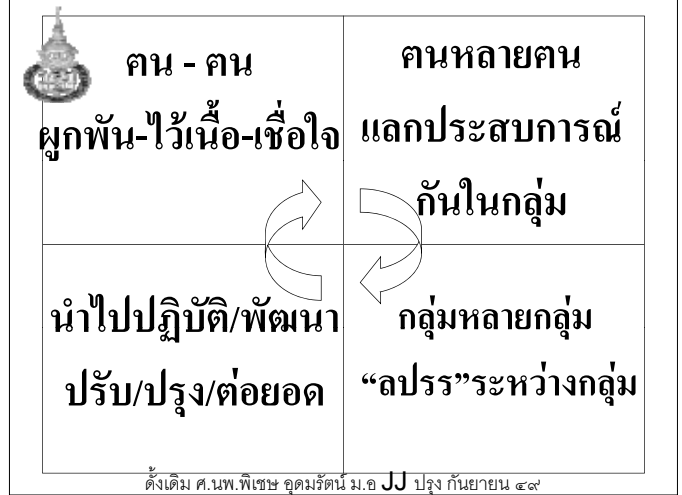 ฅน - ฅน
ผูกพัน-ไว้เนื้อ-เชื่อใจ
ฅนหลายฅน
แลกประสบการณ์
กันในกลุ่ม
นำไปปฏิบัติ/พัฒนา
ปรับ/ปรุง/ต่อยอด
กลุ่มหลายกลุ่ม
“ลปรร”ระหว่างกลุ่ม
ดั้งเดิม ศ.นพ.พิเชษ อุดมรัตน์ ม.อ JJ ปรุง กันยายน ๔๙